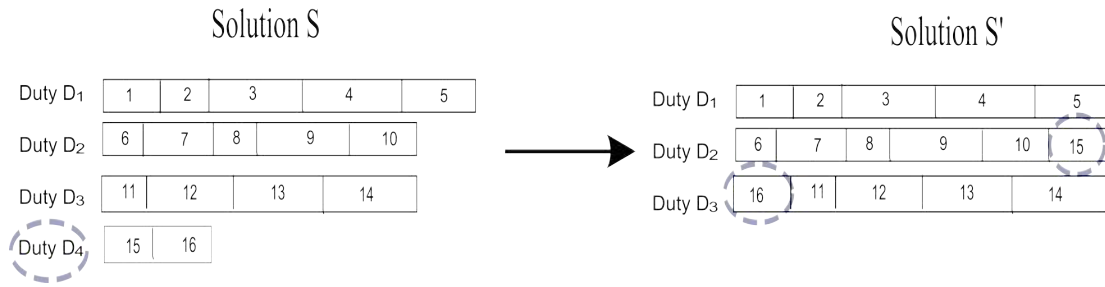 Solution S
Solution S'
Duty D1 1 2 3 4 5
Duty D2 6 7 8 9 10
Duty D3 11 12 13 14
Duty D4 15 16
Duty D1 1 2 3 4 5
Duty D2 6 7 8 9 10 15
Duty D3 16 11 12 13 14